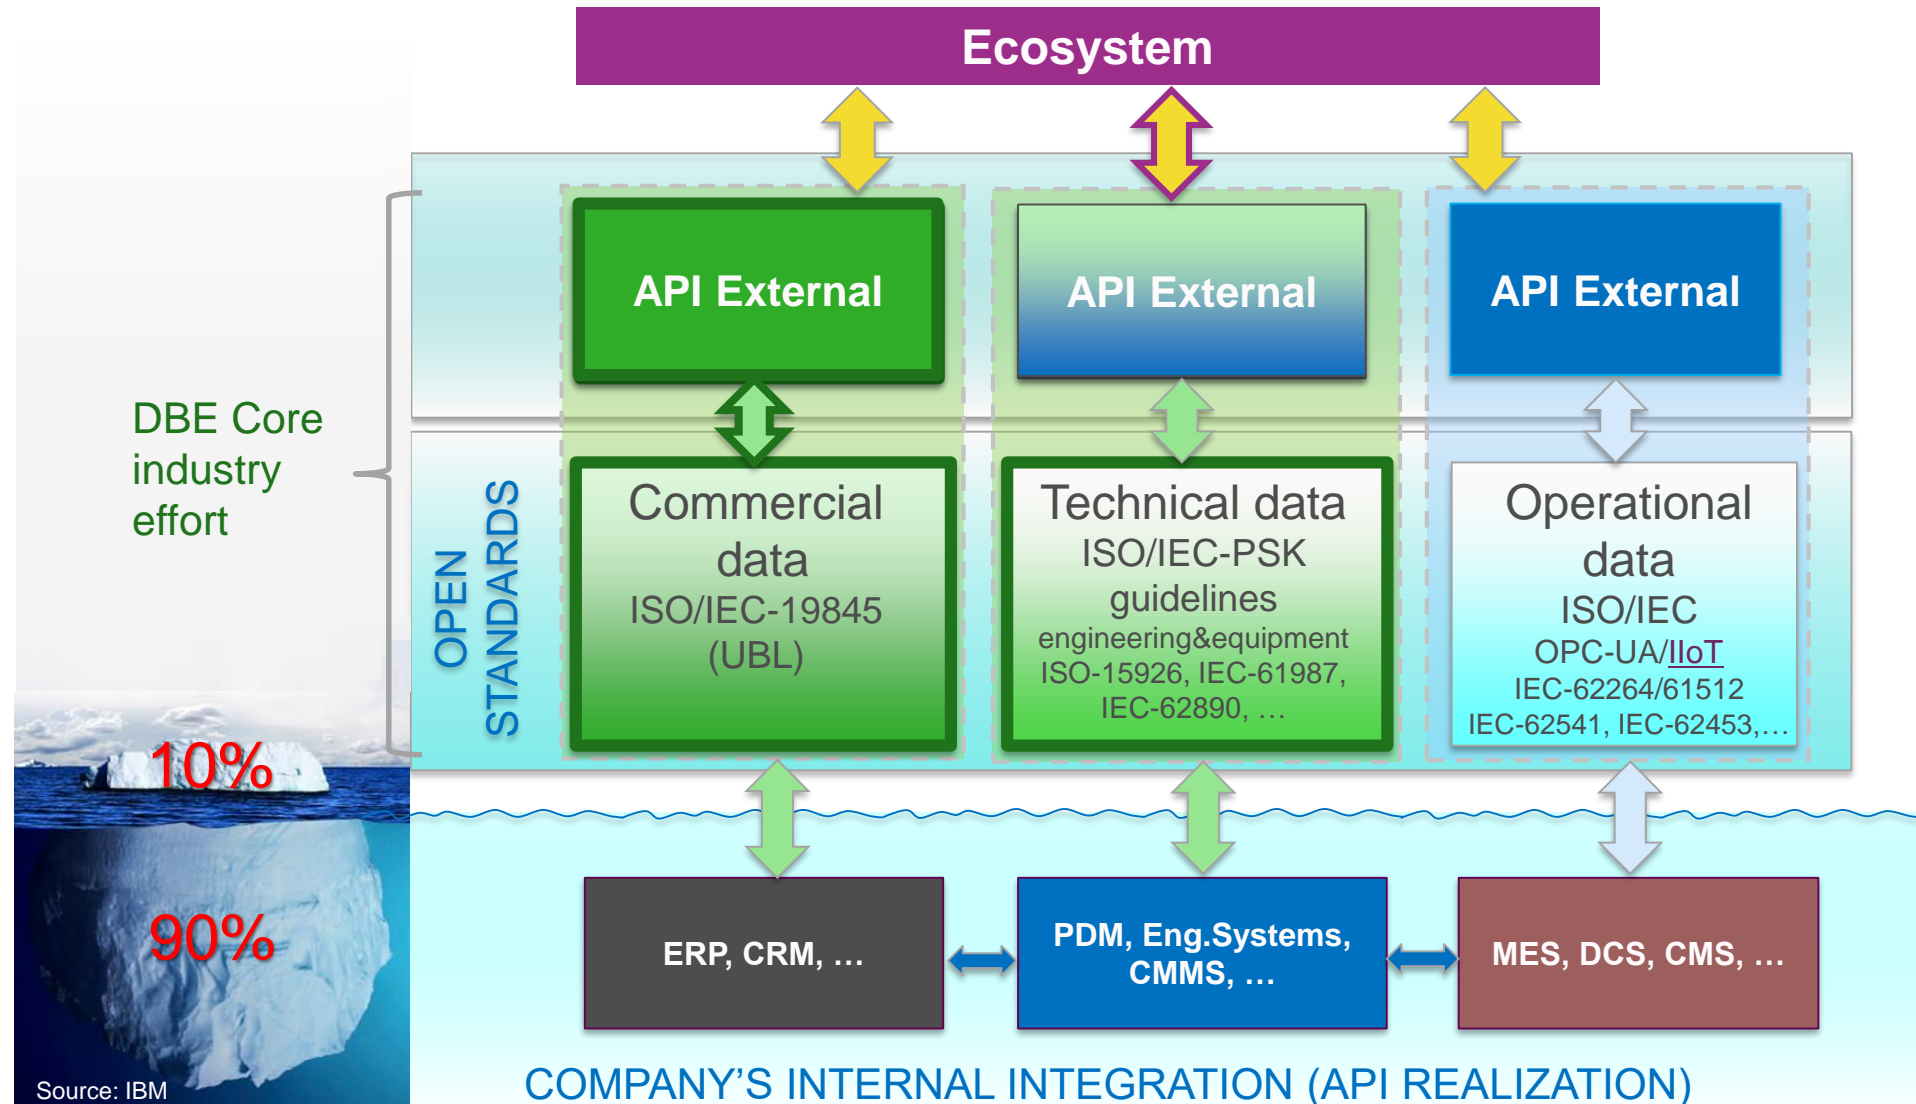 Ecosystem
API External
API External
API External
DBE Core
industry
effort
OPEN
STANDARDS
Commercial
data
ISO/IEC-19845
(UBL)
Technical data
ISO/IEC-PSK
guidelines
engineering&equipment
ISO-15926, IEC-61987,
IEC-62890, …
Operational
data
ISO/IEC
OPC-UA/IIoT
IEC-62264/61512
IEC-62541, IEC-62453,…
10%
90%
ERP, CRM, …
PDM, Eng.Systems,
CMMS, …
MES, DCS, CMS, …
Source: IBM
COMPANY’S INTERNAL INTEGRATION (API REALIZATION)